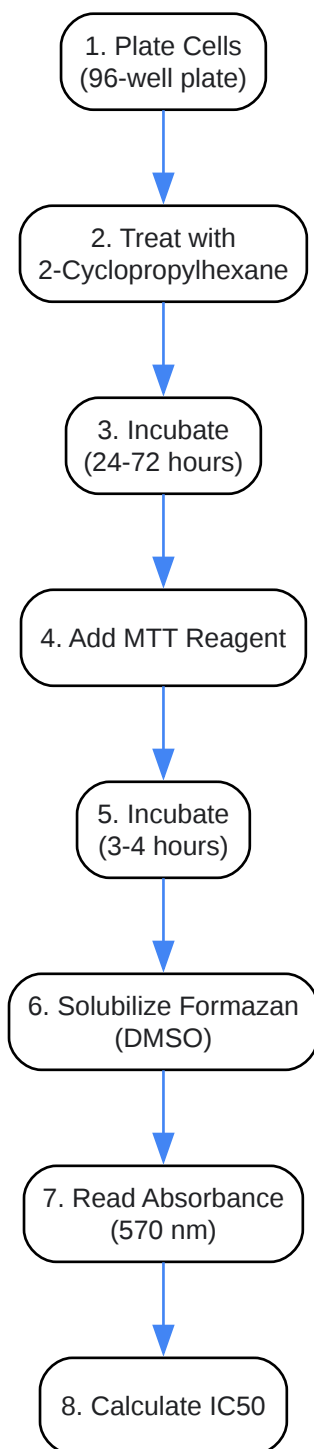 1. Plate Cells
(96-well plate)
2. Treat with
2-Cyclopropylhexane
3. Incubate
(24-72 hours)
4. Add MTT Reagent
5. Incubate
(3-4 hours)
6. Solubilize Formazan
(DMSO)
7. Read Absorbance
(570 nm)
8. Calculate IC50